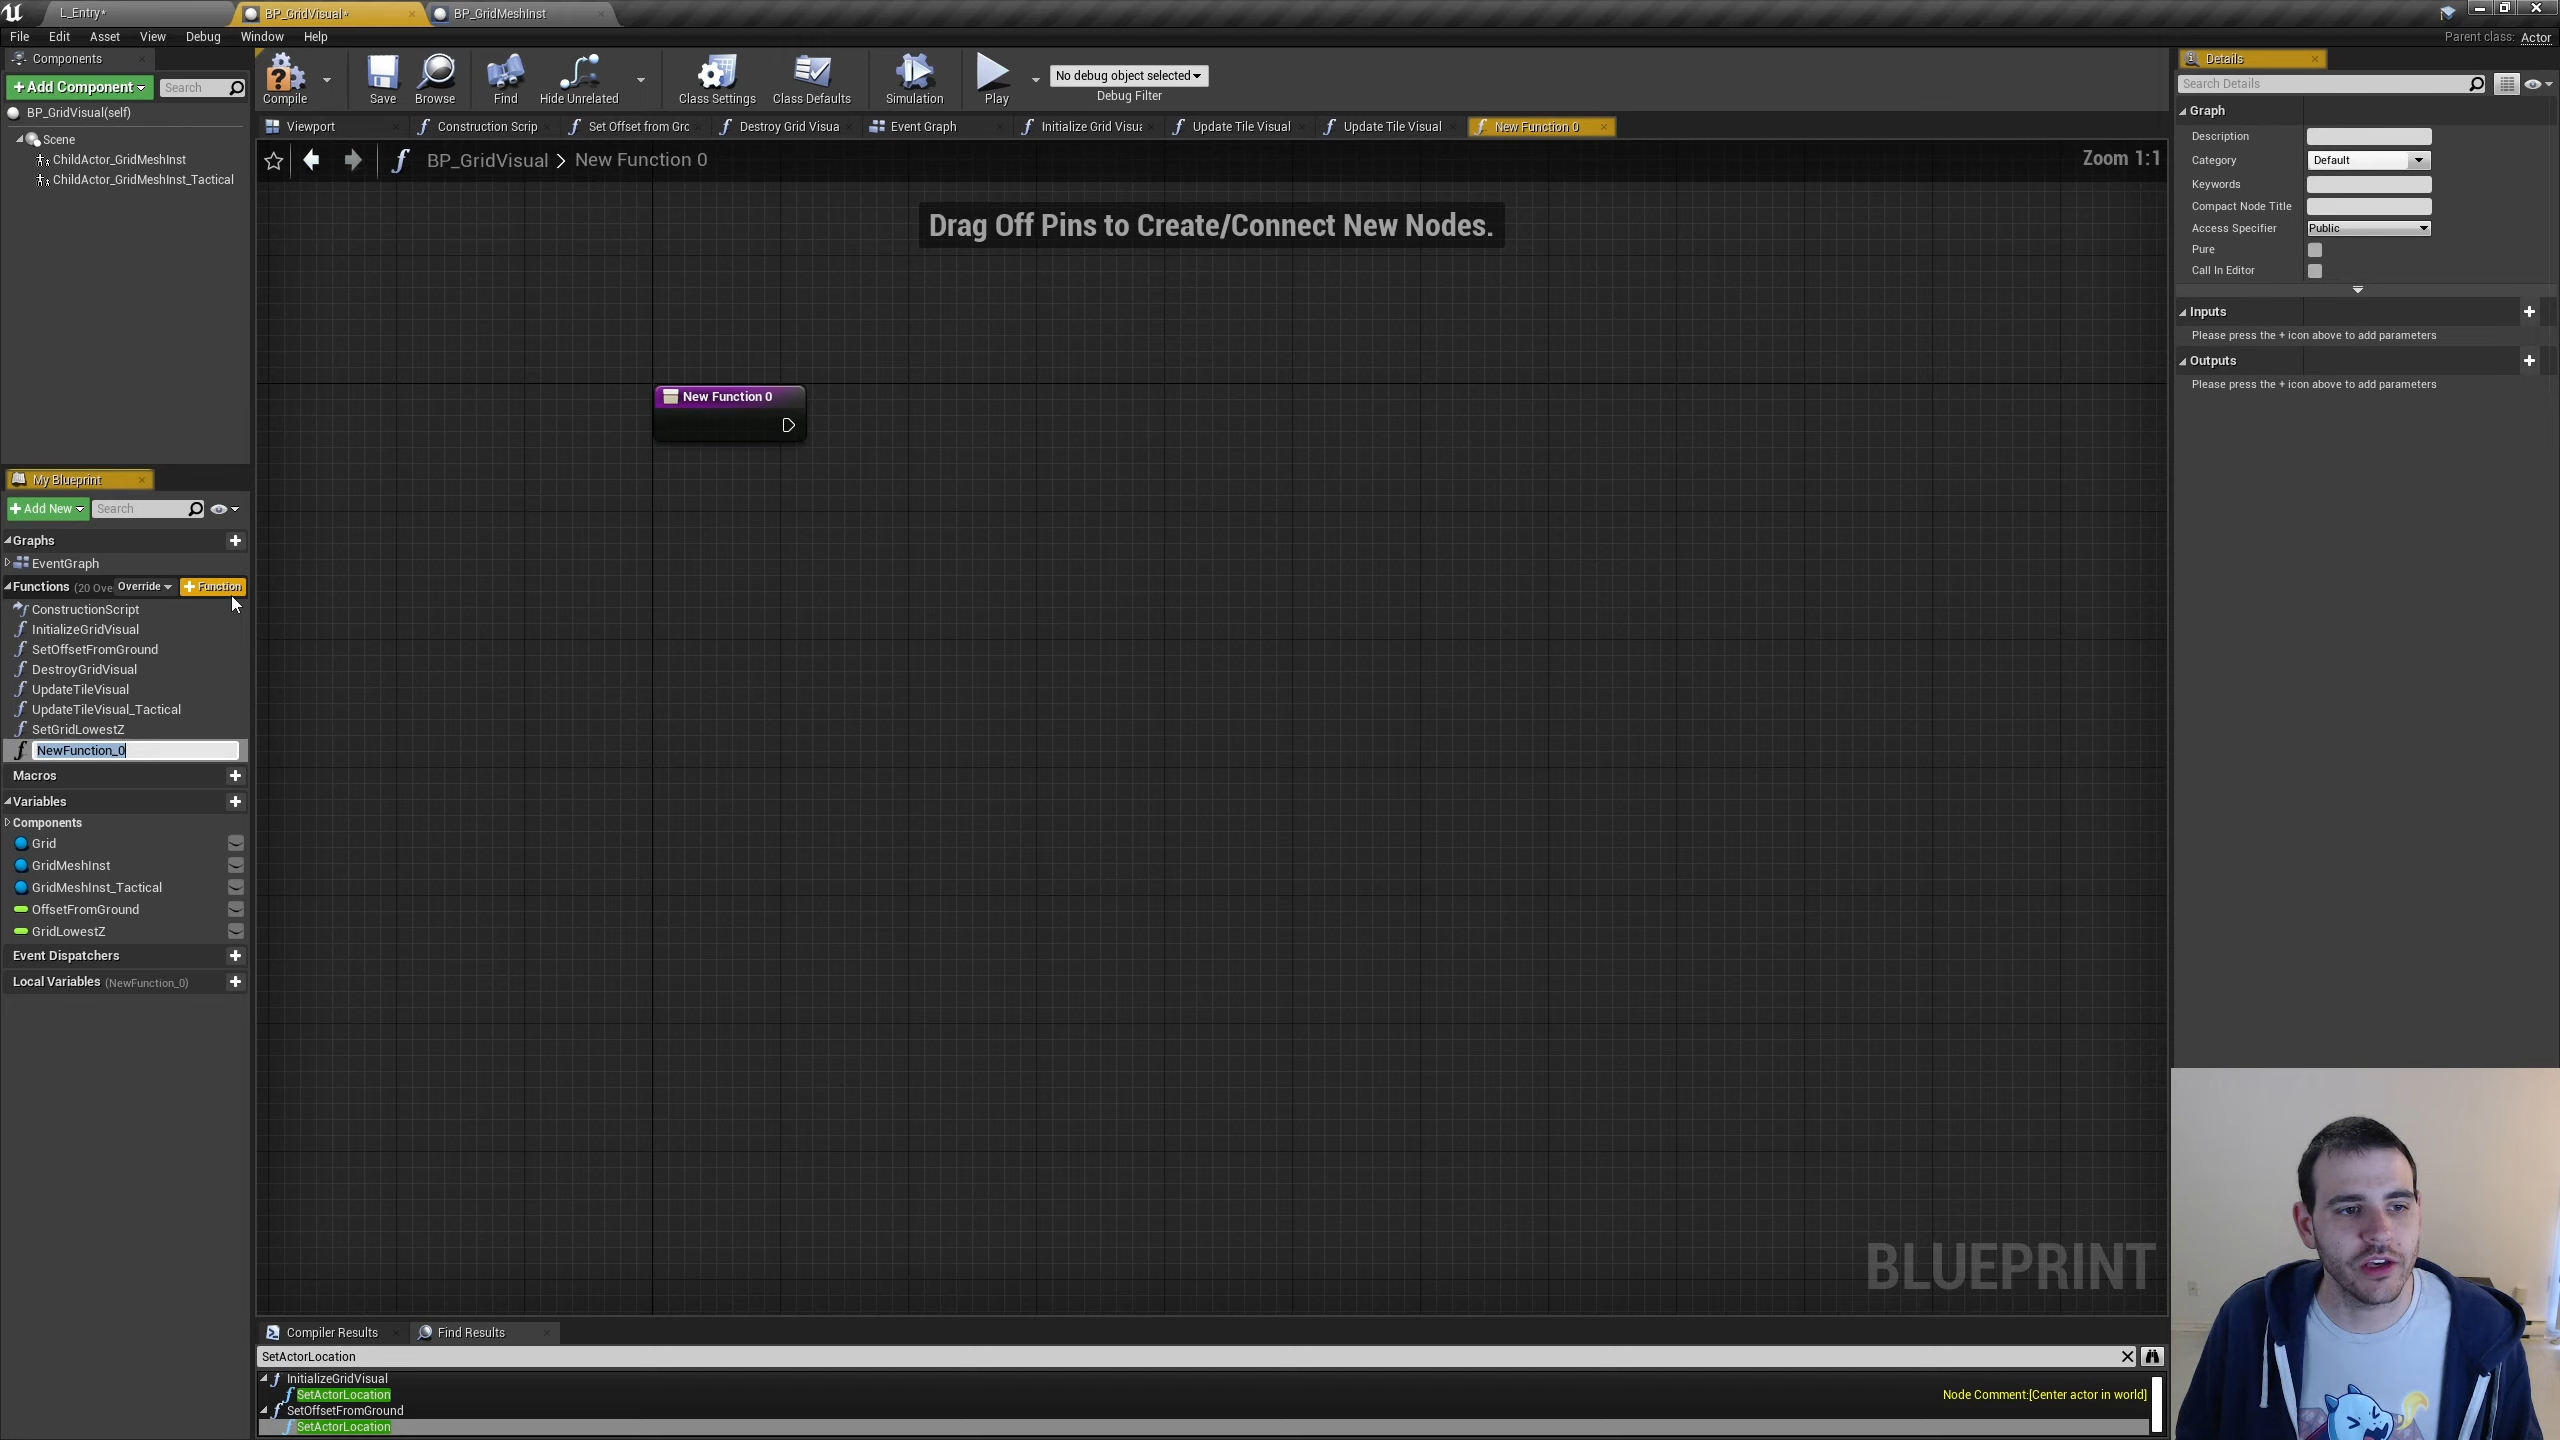 L_Entry*
BP_GridVisual*
BP_GridMeshInst
File Edit Asset View Debug Window Help
Parent class: Actor
Components
+ Add Component
Search
BP_GridVisual(self)
Scene
ChildActor_GridMeshInst
ChildActor_GridMeshInst_Tactical
Compile
Save
Browse
Find
Hide Unrelated
Class Settings
Class Defaults
Simulation
Play
No debug object selected
Debug Filter
Viewport
Construction Scrip
Set Offset from Grc
Destroy Grid Visua
Event Graph
Initialize Grid Visua
Update Tile Visual
Update Tile Visual
New Function 0
BP_GridVisual > New Function 0
Zoom 1:1
Drag Off Pins to Create/Connect New Nodes.
New Function 0
BLUEPRINT
My Blueprint
+ Add New
Search
Graphs
EventGraph
Functions (20 Ove Override + Function
ConstructionScript
InitializeGridVisual
SetOffsetFromGround
DestroyGridVisual
UpdateTileVisual
UpdateTileVisual_Tactical
SetGridLowestZ
NewFunction_0
Macros
Variables
Components
Grid
GridMeshInst
GridMeshInst_Tactical
OffsetFromGround
GridLowestZ
Event Dispatchers
Local Variables (NewFunction_0)
Compiler Results
Find Results
SetActorLocation
InitializeGridVisual
SetActorLocation
Node Comment:[Center actor in world]
SetOffsetFromGround
SetActorLocation
Details
Search Details
Graph
Description
Category Default
Keywords
Compact Node Title
Access Specifier Public
Pure
Call In Editor
Inputs
Please press the + icon above to add parameters
Outputs
Please press the + icon above to add parameters